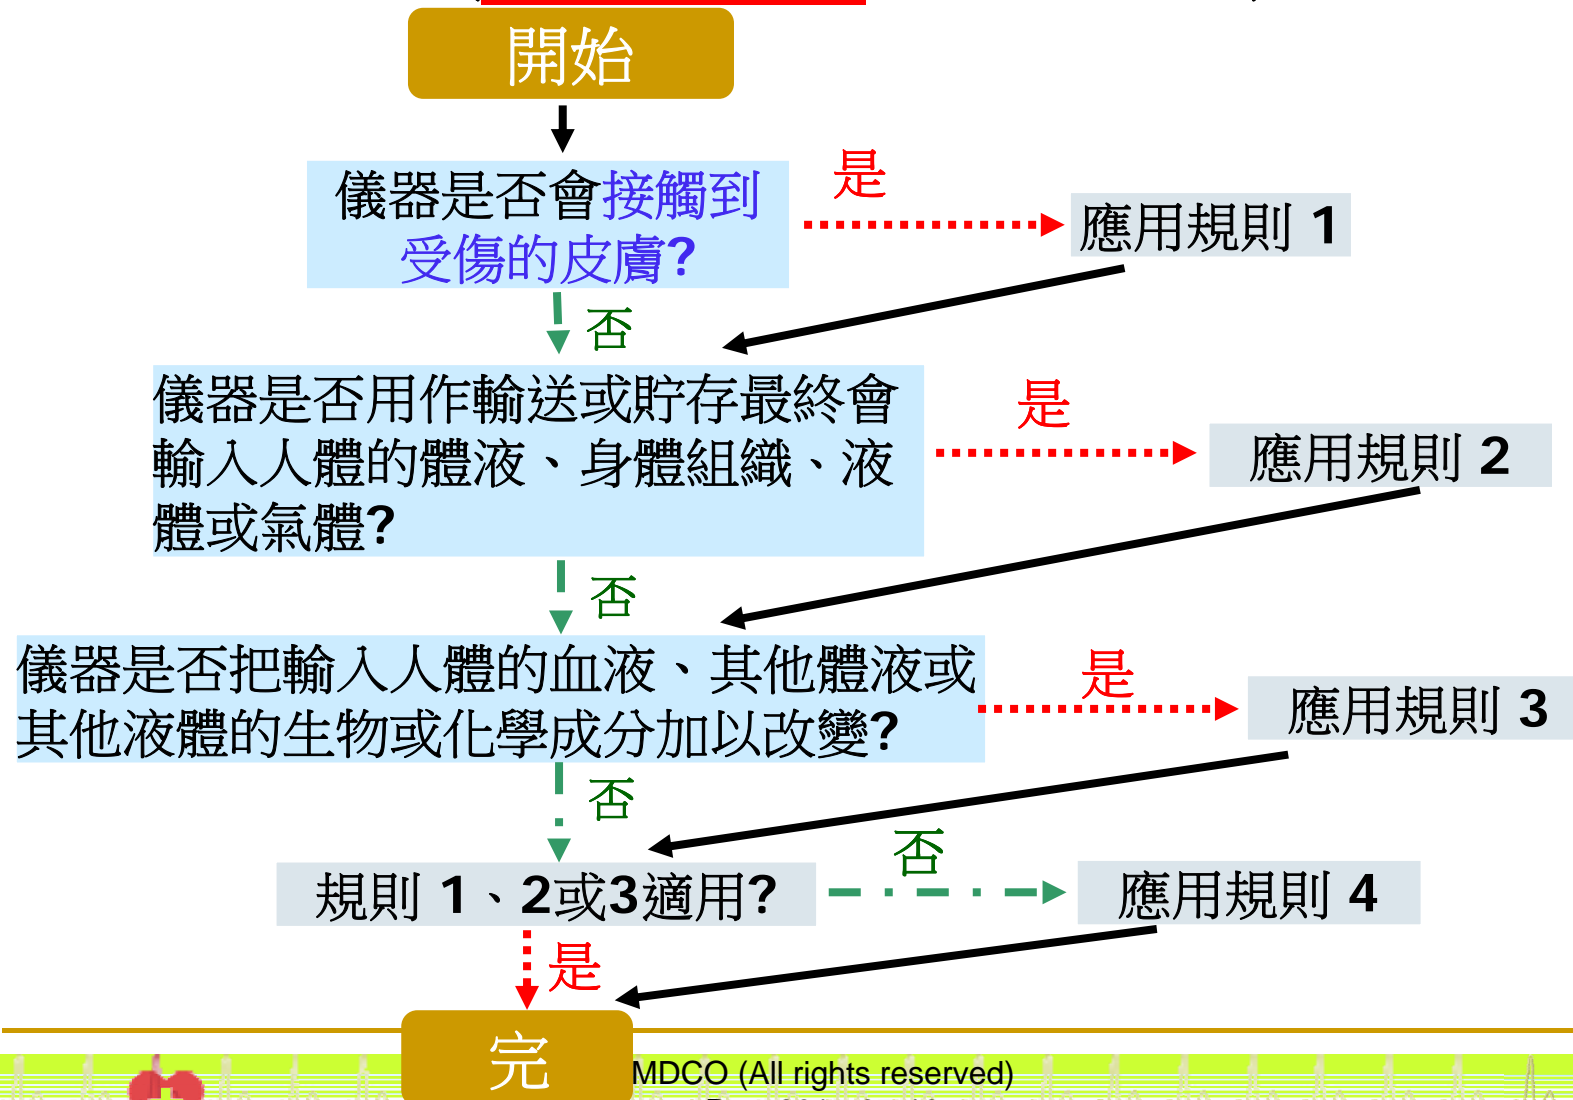 開始
儀器是否會接觸到
受傷的皮膚?
是
應用規則 1
否
儀器是否用作輸送或貯存最終會
輸入人體的體液、身體組織、液
體或氣體?
是
應用規則 2
否
儀器是否把輸入人體的血液、其他體液或
其他液體的生物或化學成分加以改變?
是
應用規則 3
否
規則 1、2或3適用?
否
應用規則 4
是
完
MDCO (All rights reserved)